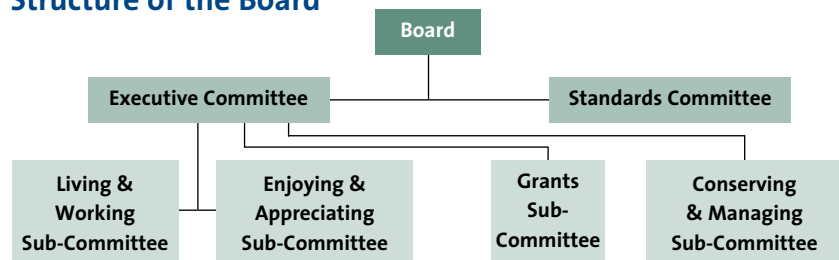 Structure of the Board
Board
Executive Committee
Standards Committee
Living &
Working
Sub-Committee
Enjoying &
Appreciating
Sub-Committee
Grants
Sub-
Committee
Conserving
& Managing
Sub-Committee